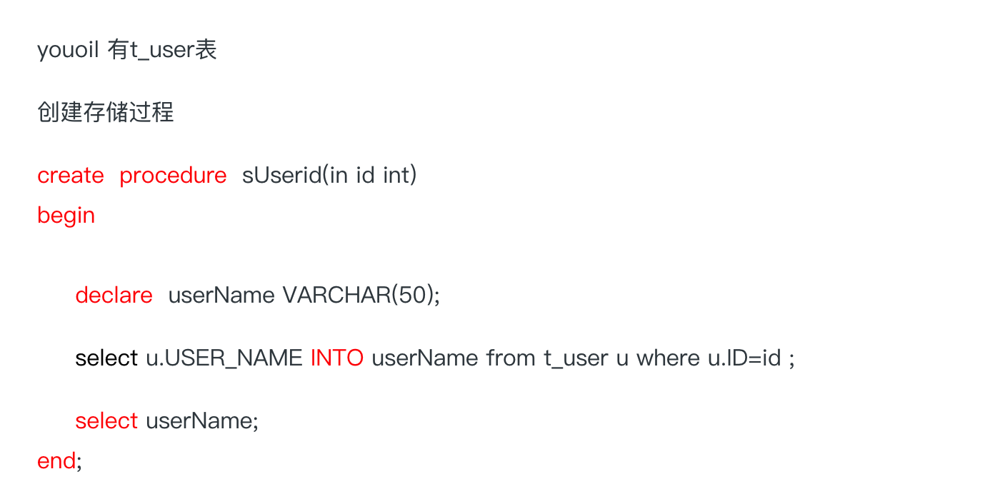 youoil 有t_user表
创建存储过程
create procedure sUserid(in id int)
begin
declare userName VARCHAR(50);
select u.USER_NAME INTO userName from t_user u where u.ID=id ;
select userName;
end;